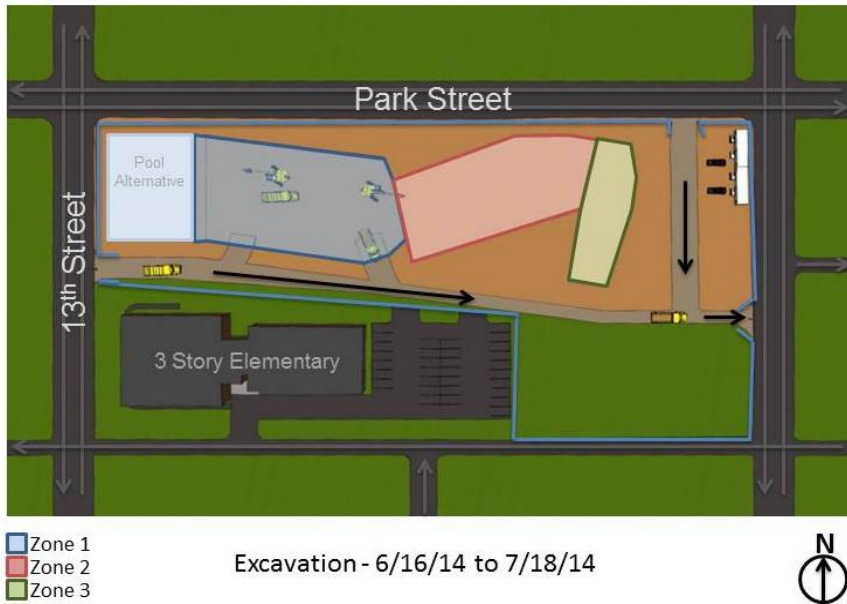 Park Street
Pool
Alternative
13th Street
3 Story Elementary
Zone 1
Zone 2
Zone 3
Excavation - 6/16/14 to 7/18/14
N